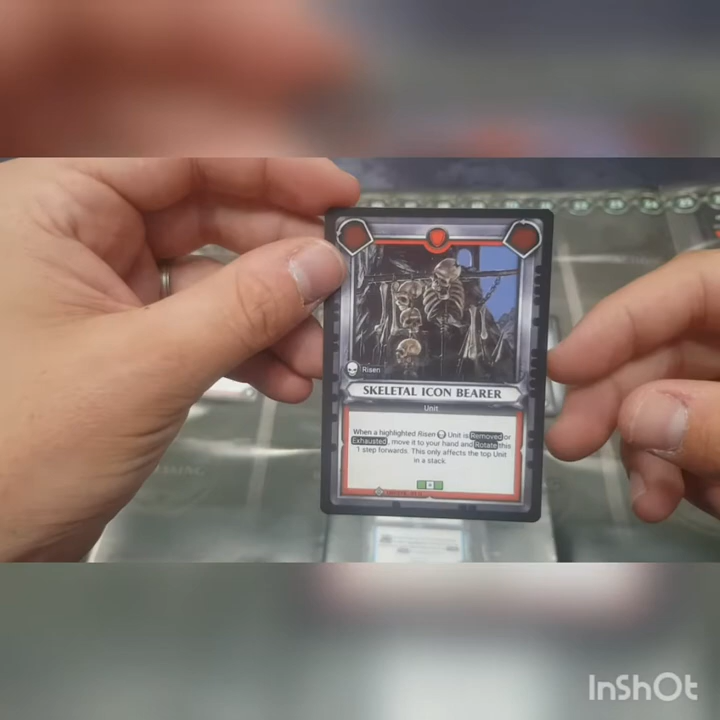 Risen
SKELETAL ICON BEARER
Unit
When a highlighted Risen Unit is Removed or
Exhausted, move it to your hand and Rotate this
1 step forwards. This only affects the top Unit
in a stack
InShOt